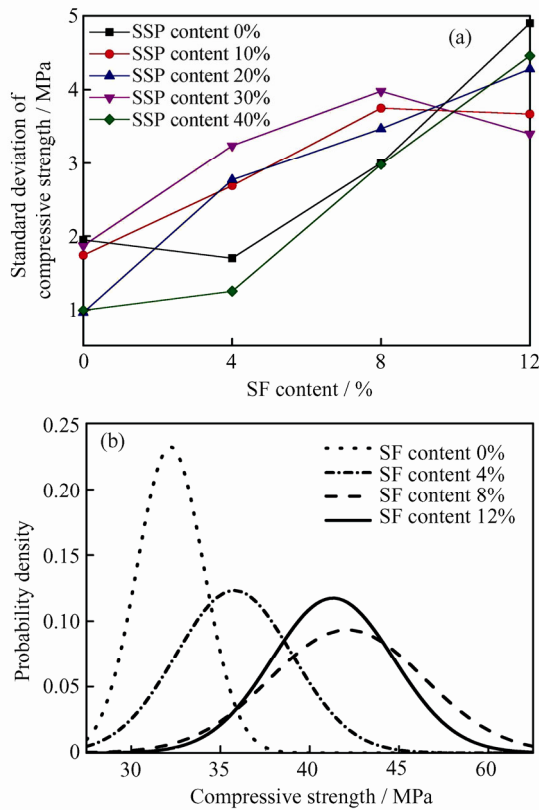 5
4
3
2
1
SSP content 0%
SSP content 10%
SSP content 20%
SSP content 30%
SSP content 40%
(a)
Standard deviation of
compressive strength / MPa
0 4 8 12
SF content / %
0.25
0.20
0.15
0.10
0.05
0
(b)
SF content 0%
SF content 4%
SF content 8%
SF content 12%
Probability density
30 35 41 45 60
Compressive strength / MPa